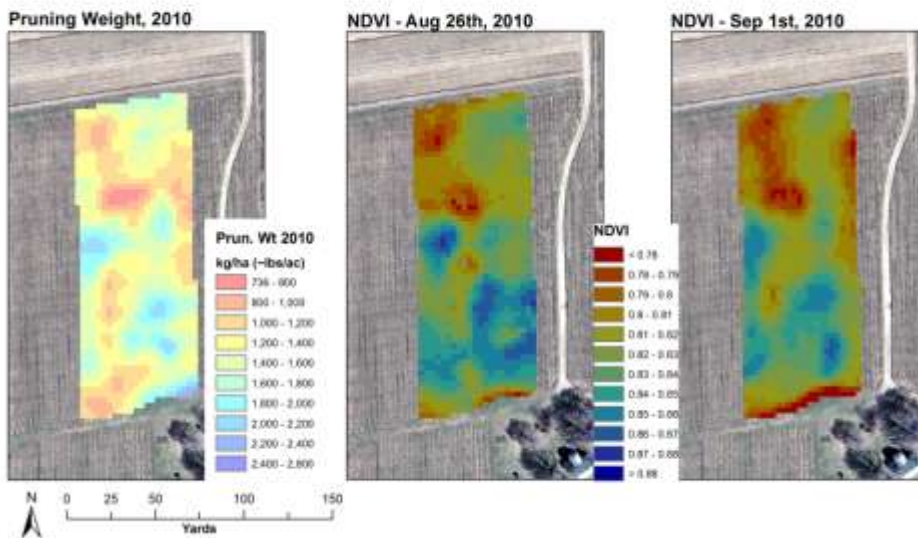 Pruning Weight, 2010
NDVI - Aug 26th, 2010
NDVI - Sep 1st, 2010
Prun. Wt 2010
kg/ha (~lbs/ac)
736 - 800
800 - 1,000
1,000 - 1,200
1,200 - 1,400
1,400 - 1,600
1,600 - 1,800
1,800 - 2,000
2,000 - 2,200
2,200 - 2,400
2,400 - 2,800
NDVI
< 0.78
0.78 - 0.79
0.79 - 0.8
0.8 - 0.81
0.81 - 0.82
0.82 - 0.83
0.83 - 0.84
0.84 - 0.85
0.85 - 0.86
0.86 - 0.87
0.87 - 0.88
> 0.88
N
0 25 50 100 150
Yards